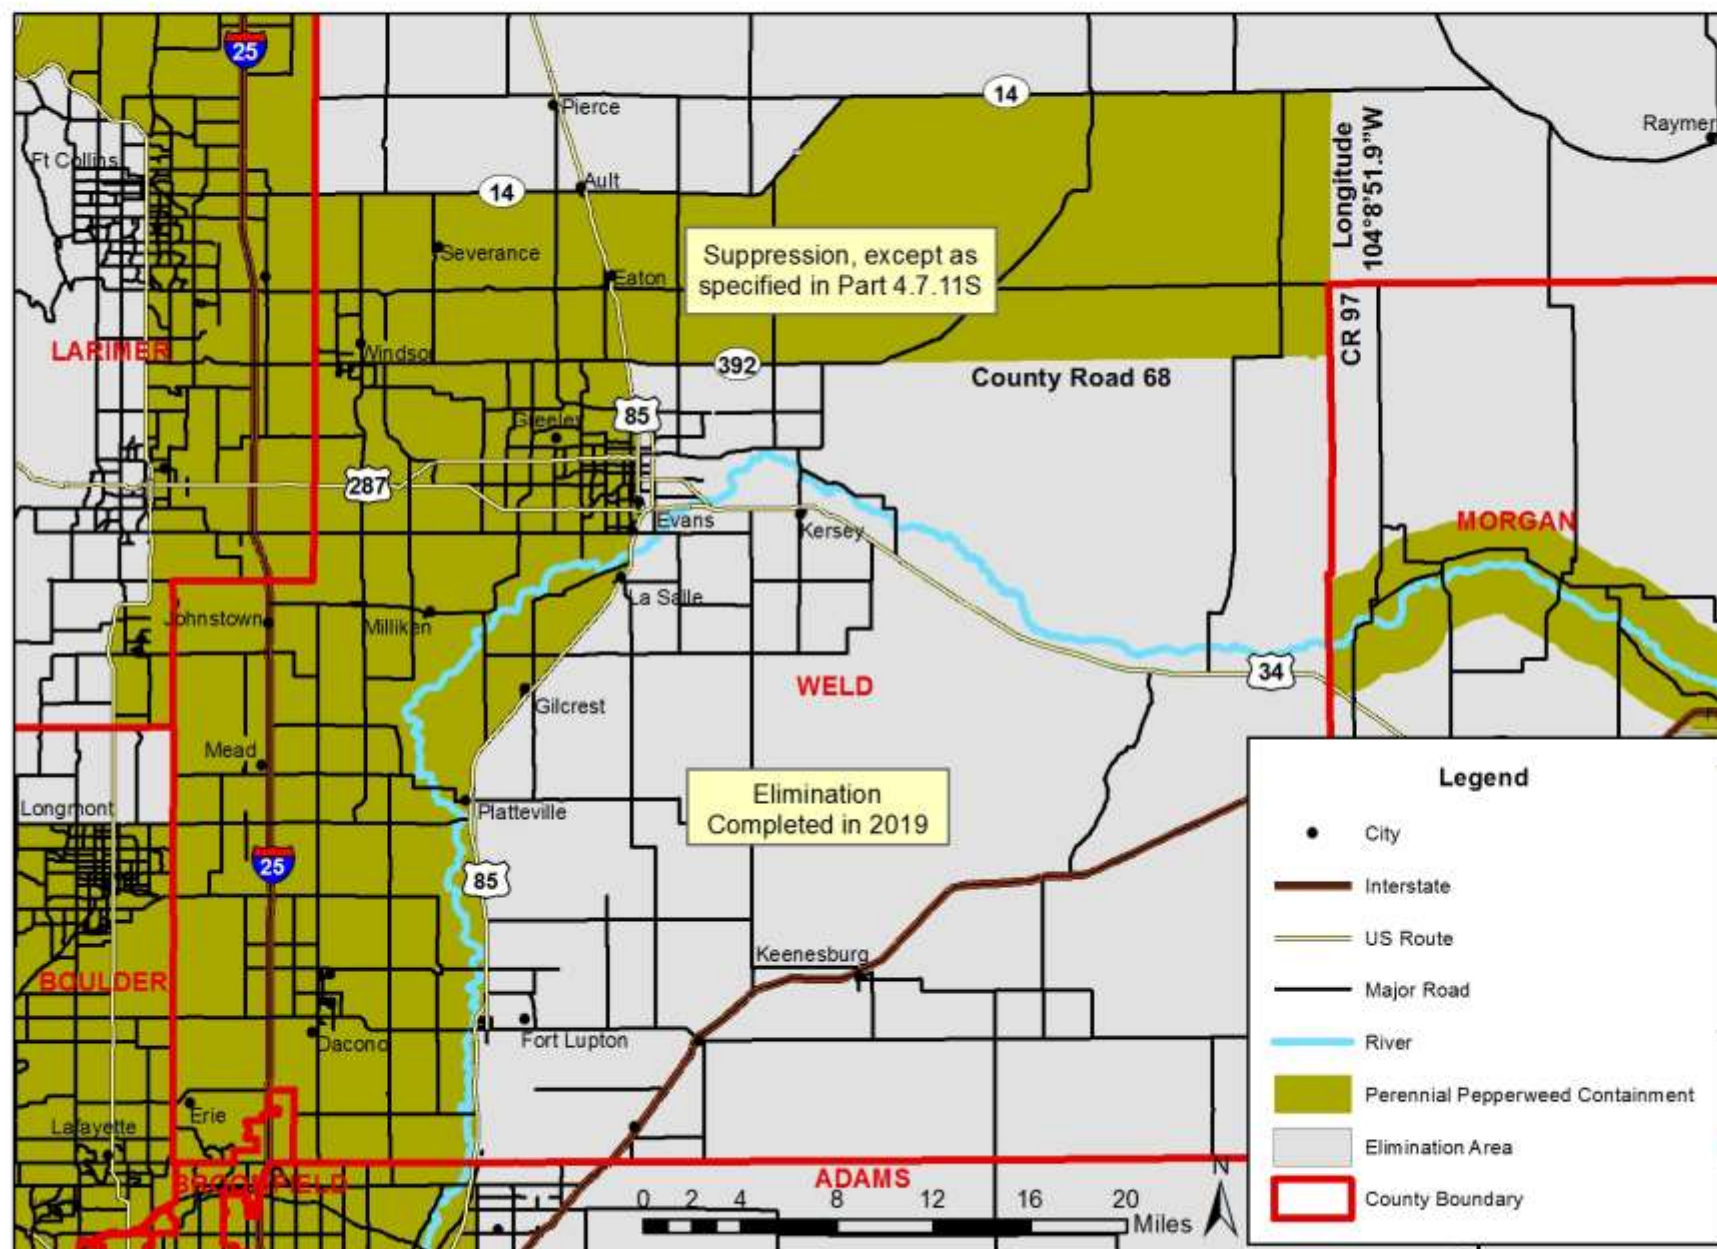 25
14
Pierce
Raymer
Longitude
104°8'51.9"W
Ft Collins
14
Ault
Severance
Suppression, except as
specified in Part 4.7.11S
Eaton
LARIMER
Windsor
392
CR 97
County Road 68
85
Greeley
287
Evans
Kersey
MORGAN
La Salle
Johnstown
Milliken
WELD
34
Gilcrest
Mead
Longmont
Platteville
Elimination
Completed in 2019
25
85
Keenesburg
BOULDER
Dacono
Fort Lupton
Erie
Lafayette
BROOMFIELD
ADAMS
N
0 2 4 8 12 16 20
Miles
Legend
City
Interstate
US Route
Major Road
River
Perennial Pepperweed Containment
Elimination Area
County Boundary